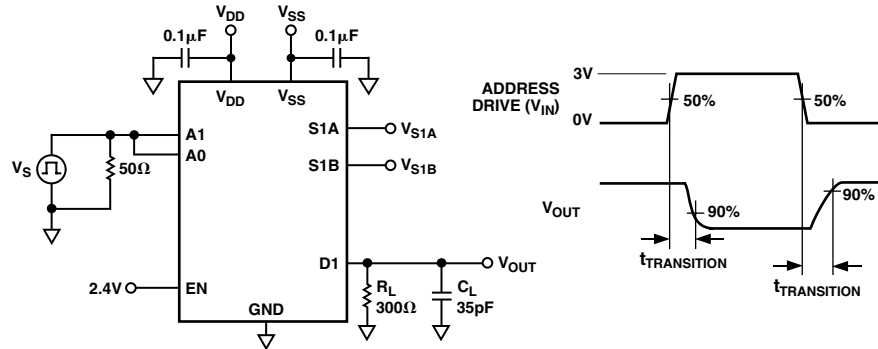 VDD
VSS
0.1µF
0.1µF
VDD
VSS
A1
A0
VS
50Ω
S1A
VS1A
S1B
VS1B
D1
VOUT
2.4V
EN
GND
RL
300Ω
CL
35pF
ADDRESS
DRIVE (VIN)
3V
0V
50%
50%
VOUT
90%
90%
tTRANSITION
tTRANSITION